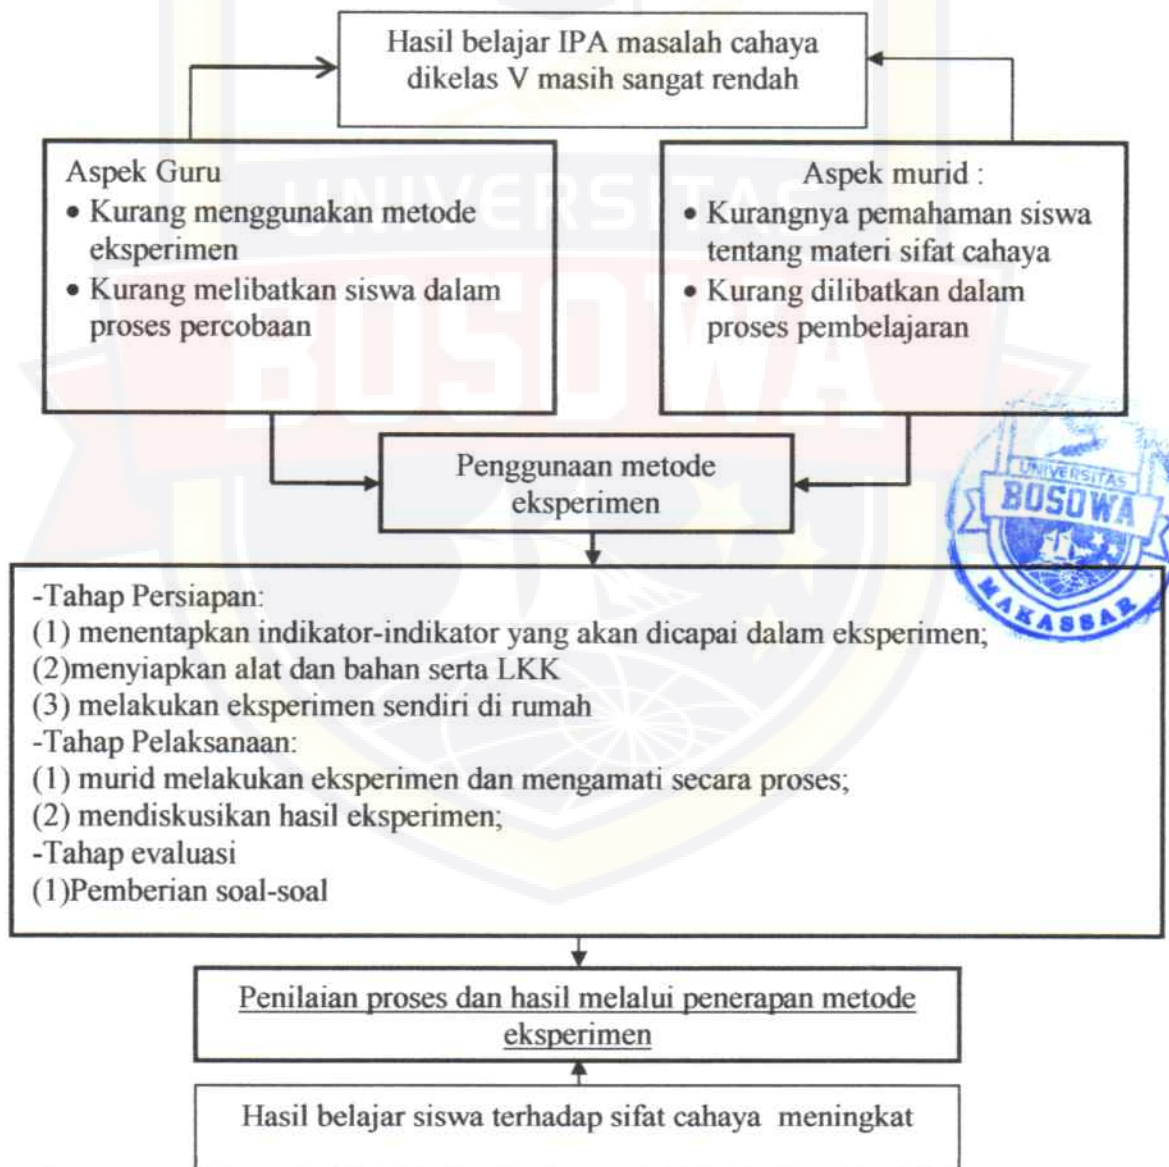 Hasil belajar IPA masalah cahaya
dikelas V masih sangat rendah
Aspek Guru
• Kurang menggunakan metode
eksperimen
• Kurang melibatkan siswa dalam
proses percobaan
Aspek murid :
• Kurangnya pemahaman siswa
tentang materi sifat cahaya
• Kurang dilibatkan dalam
proses pembelajaran
UNIVERSITAS
BOSOWA
Penggunaan metode
eksperimen
UNIVERSITAS
BOSOWA
MAKASSAR
-Tahap Persiapan:
(1) menentapkan indikator-indikator yang akan dicapai dalam eksperimen;
(2)menyiapkan alat dan bahan serta LKK
(3) melakukan eksperimen sendiri di rumah
-Tahap Pelaksanaan:
(1) murid melakukan eksperimen dan mengamati secara proses;
(2) mendiskusikan hasil eksperimen;
-Tahap evaluasi
(1)Pemberian soal-soal
Penilaian proses dan hasil melalui penerapan metode
eksperimen
Hasil belajar siswa terhadap sifat cahaya meningkat